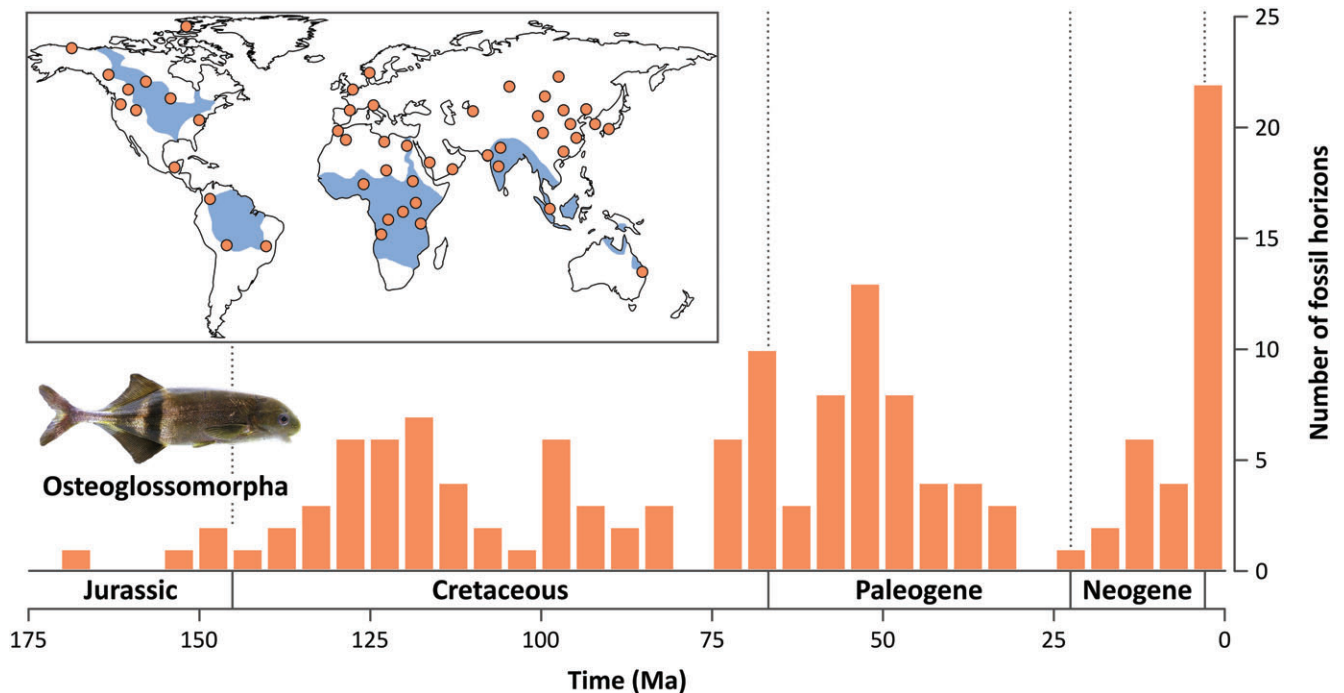 25
20
15
10
5
0
Number of fossil horizons
Osteoglossomorpha
Jurassic Cretaceous Paleogene Neogene
175 150 125 100 75 50 25 0
Time (Ma)